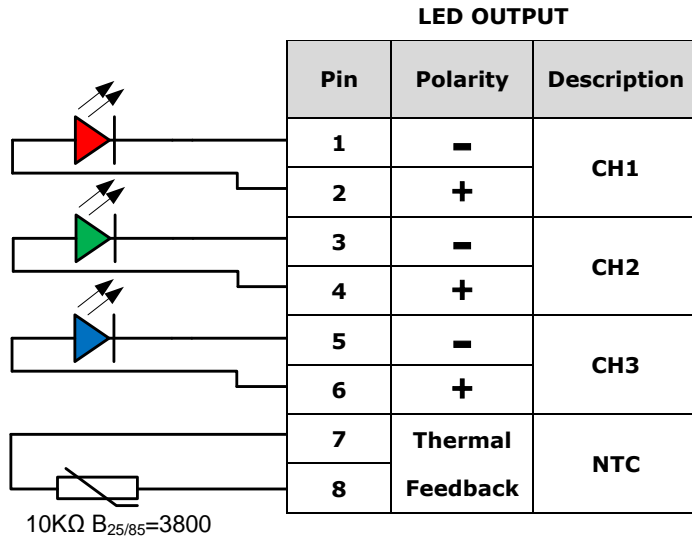 LED OUTPUT
Pin Polarity Description
1 - CH1
2 +
3 - CH2
4 +
5 - CH3
6 +
7 Thermal NTC
8 Feedback
10KΩ B25/85=3800